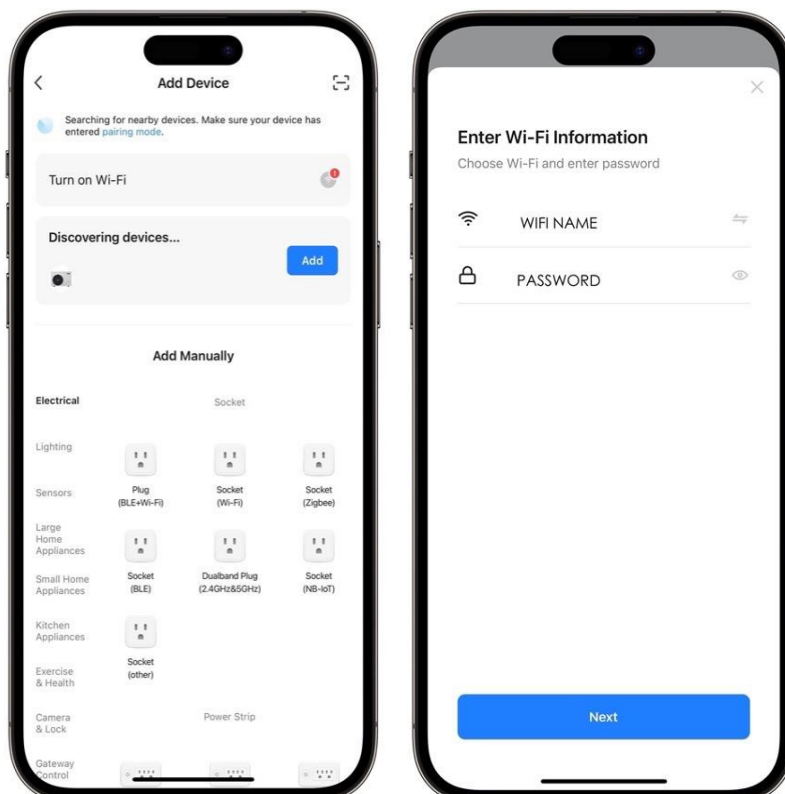 Add Device
Searching for nearby devices. Make sure your device has
entered pairing mode.
Turn on Wi-Fi
!
Discovering devices...
Add
Add Manually
Electrical
Lighting
Sensors
Large
Home
Appliances
Small Home
Appliances
Kitchen
Appliances
Exercise
& Health
Camera
& Lock
Gateway
Control
Socket
Plug
(BLE+Wi-Fi)
Socket
(Wi-Fi)
Socket
(Zigbee)
Socket
(BLE)
Dualband Plug
(2.4GHz&5GHz)
Socket
(NB-IoT)
Socket
(other)
Power Strip
Enter Wi-Fi Information
Choose Wi-Fi and enter password
WIFI NAME
PASSWORD
Next